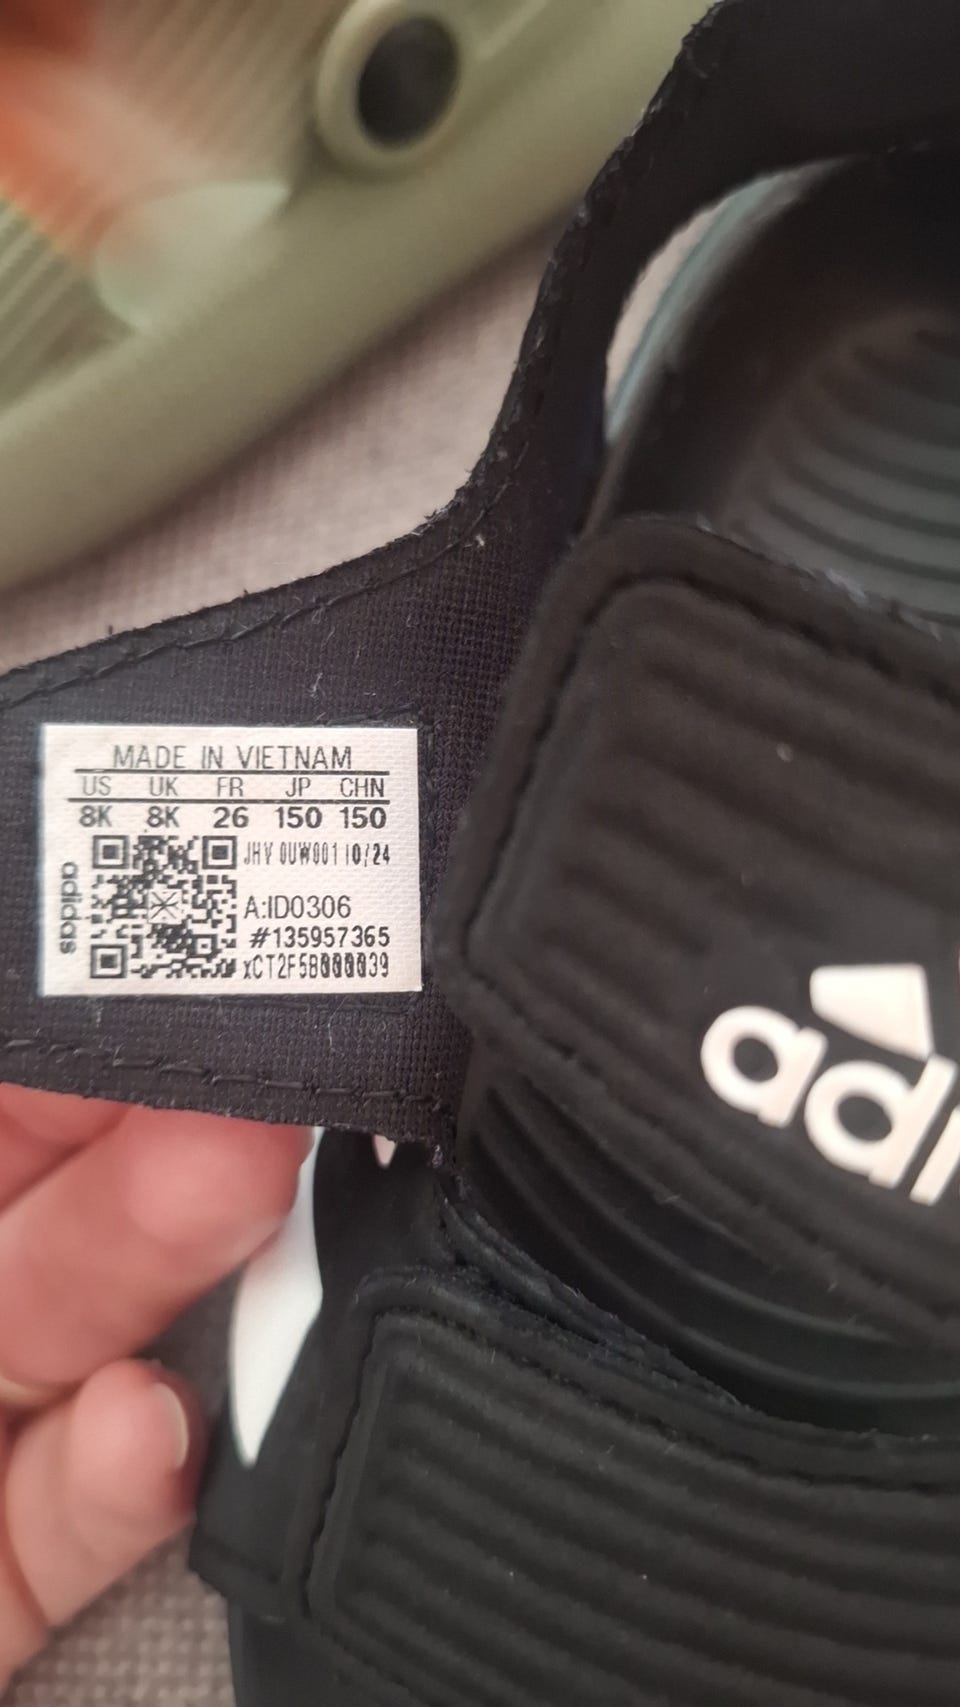 MADE IN VIETNAM
US UK FR JP CHN
8K 8K 26 150 150
JHV 0UW001 10/24
A:ID0306
#135957365
adidas
adi